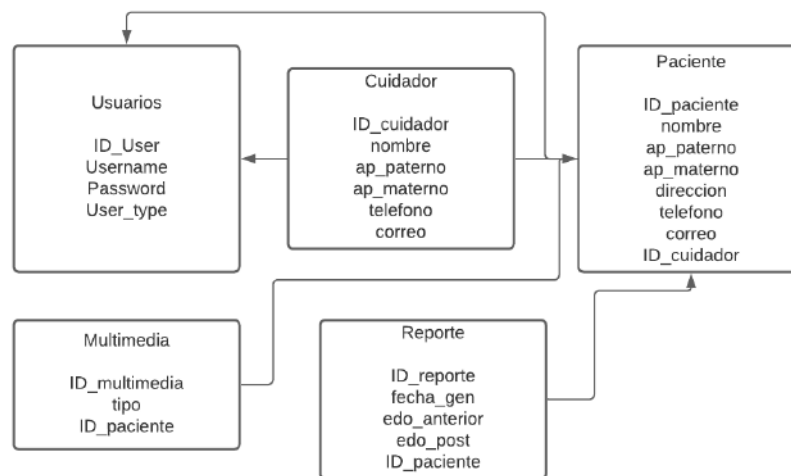 Usuarios
ID_User
Username
Password
User_type
Cuidador
ID_cuidador
nombre
ap_paterno
ap_materno
telefono
correo
Paciente
ID_paciente
nombre
ap_paterno
ap_materno
direccion
telefono
correo
ID_cuidador
Multimedia
ID_multimedia
tipo
ID_paciente
Reporte
ID_reporte
fecha_gen
edo_anterior
edo_post
ID_paciente